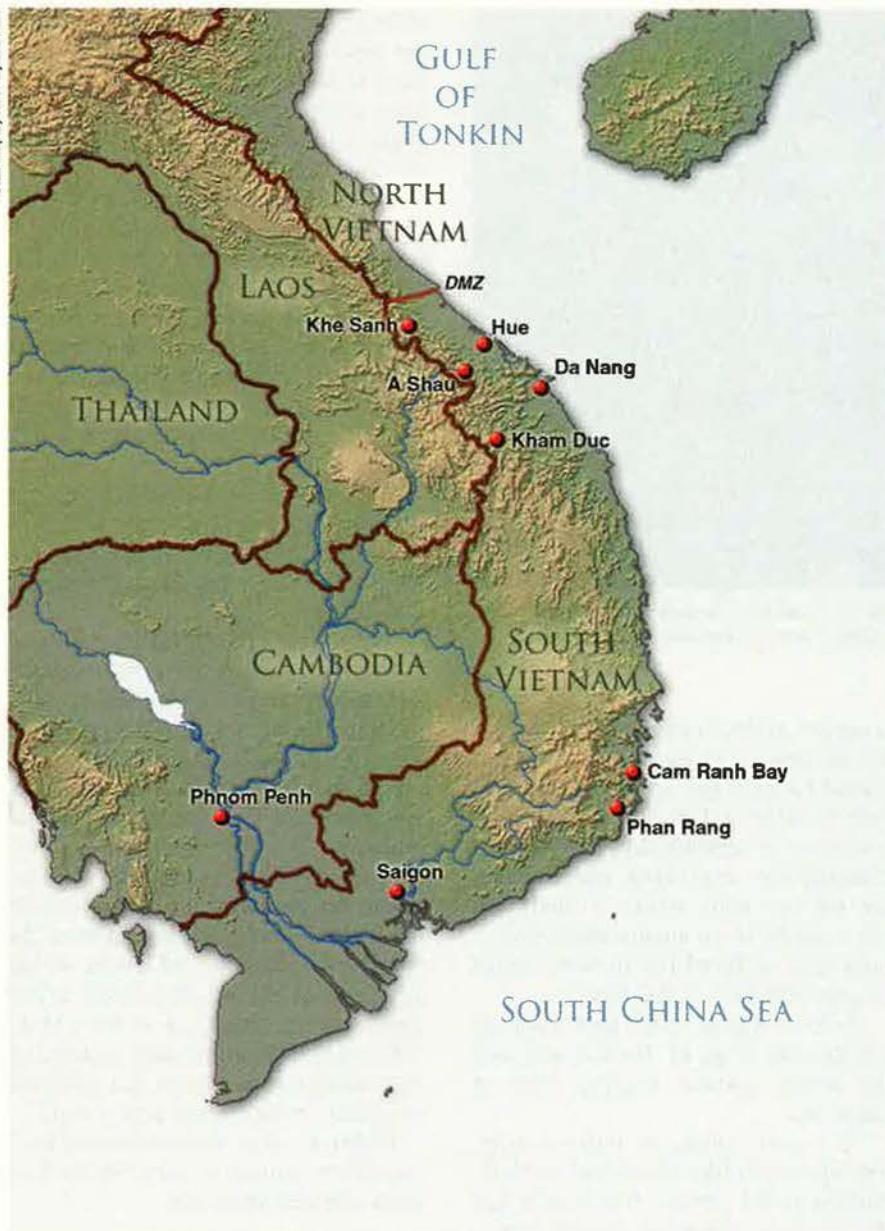 GULF
OF
TONKIN
NORTH
VIETNAM
LAOS
DMZ
Khe Sanh
Hue
A Shau
Da Nang
THAILAND
Kham Duc
CAMBODIA
SOUTH
VIETNAM
Cam Ranh Bay
Phnom Penh
Phan Rang
Saigon
SOUTH CHINA SEA